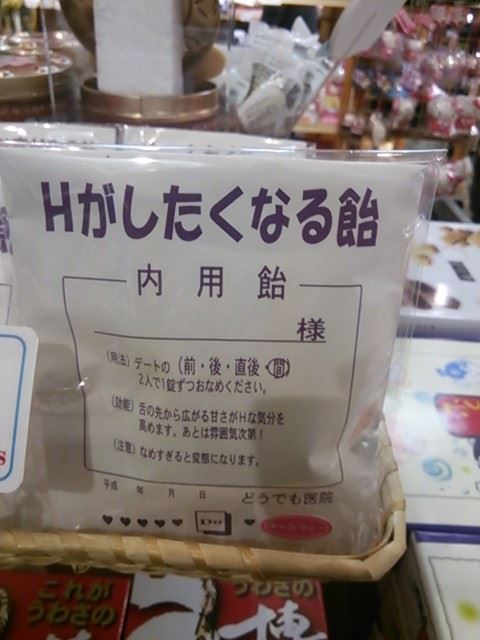 Hがしたくなる飴
内用飴
様
(用法) デートの (前・後・直後・間)
2人で1錠ずつおなめください。
(効能) 舌の先から広がる甘さがHな気分を
高めます。あとは雰囲気次第！
(注意) なめすぎると変態になります。
平成 年 月 日 どうでも医院
これが
うわさの
これが
うわさの